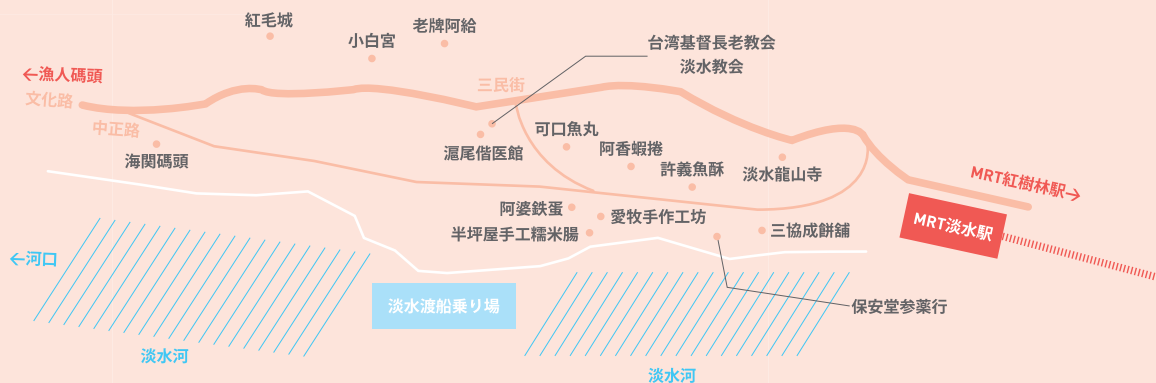 紅毛城
老牌阿給
小白宮
台湾基督長老教会
淡水教会
←漁人碼頭
三民街
文化路
中正路
可口魚丸
海関碼頭
滬尾偕医館
阿香蝦捲
許義魚酥
淡水龍山寺
MRT紅樹林駅→
阿婆鉄蛋
愛牧手作工坊
MRT淡水駅
半坪屋手工糯米腸
三協成餅舗
←河口
淡水渡船乗り場
保安堂参薬行
淡水河
淡水河